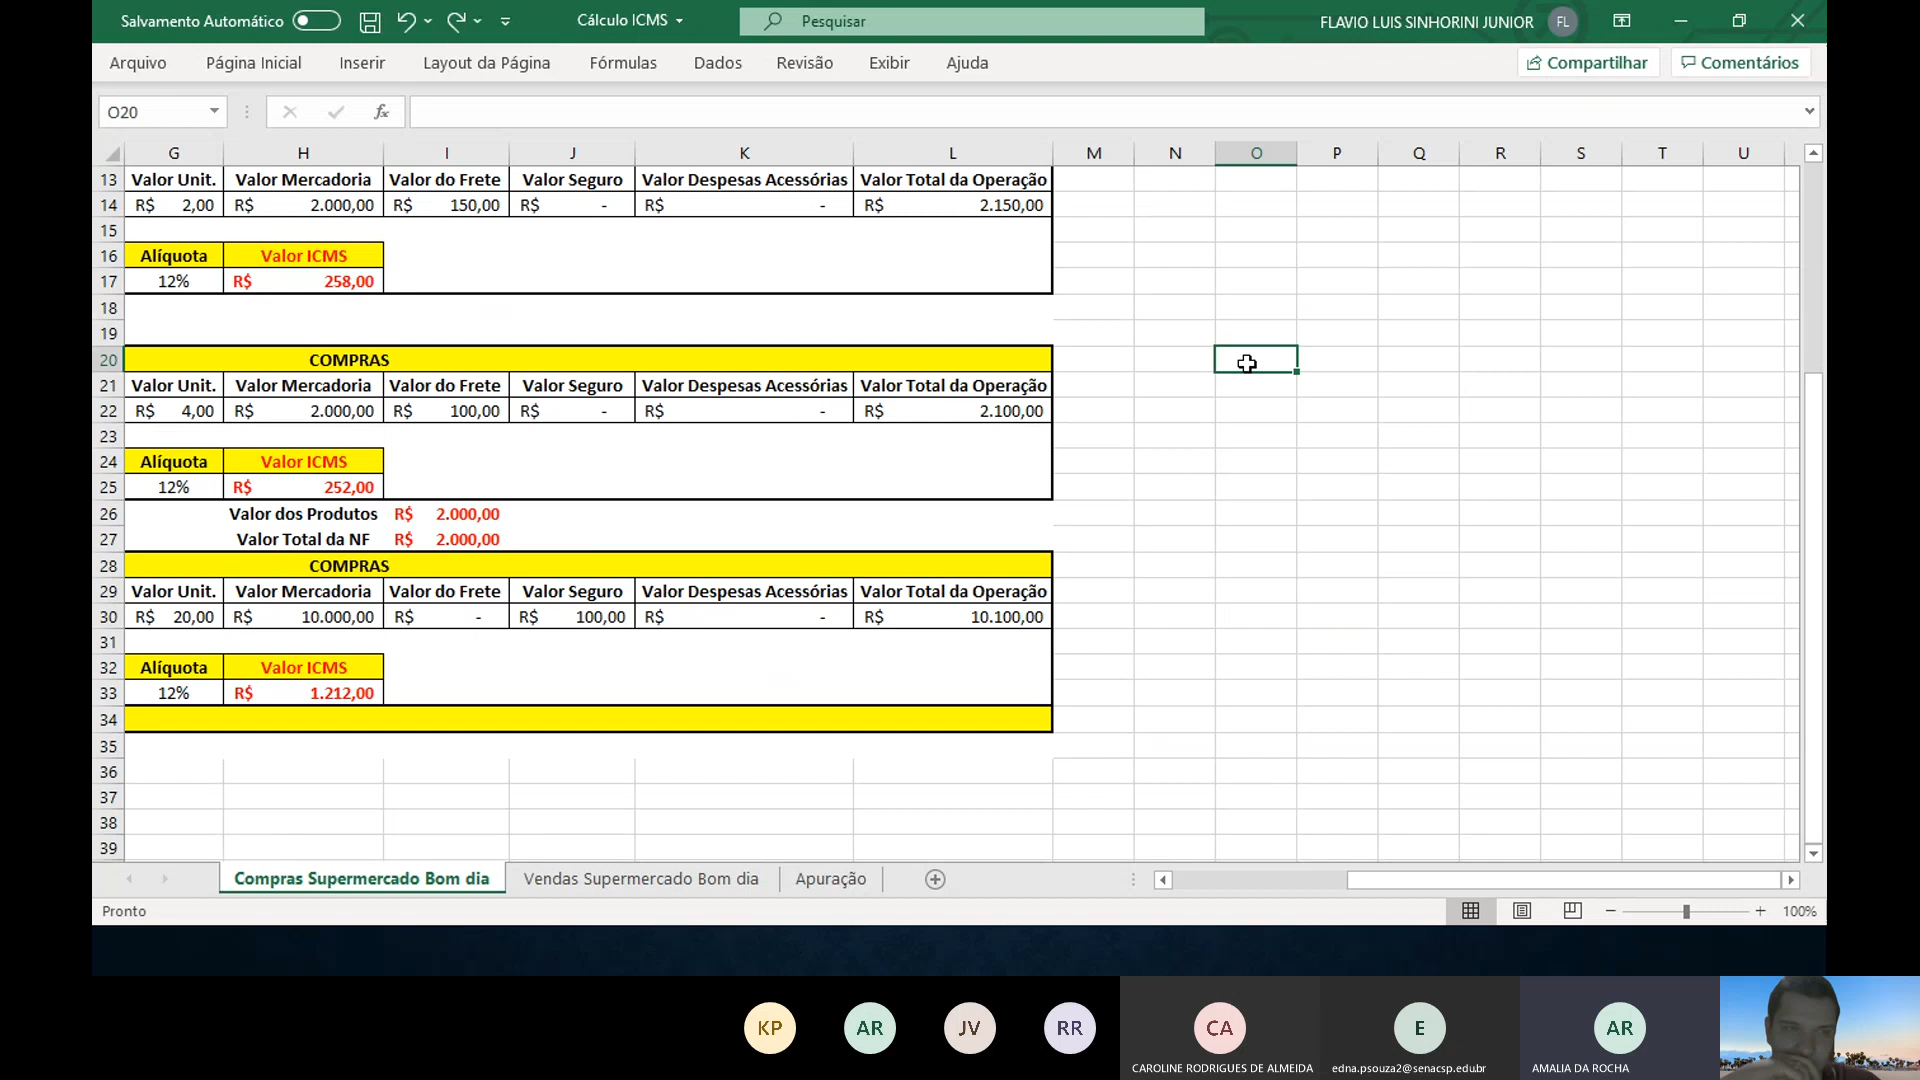 Salvamento Automático
Cálculo ICMS
Pesquisar
FLAVIO LUIS SINHORINI JUNIOR
FL
Arquivo
Página Inicial
Inserir
Layout da Página
Fórmulas
Dados
Revisão
Exibir
Ajuda
Compartilhar
Comentários
O20
fx
G H I J K L M N O P Q R S T U
13 Valor Unit. Valor Mercadoria Valor do Frete Valor Seguro Valor Despesas Acessórias Valor Total da Operação
14 R$ 2,00 R$ 2.000,00 R$ 150,00 R$ - R$ - R$ 2.150,00
15
16 Alíquota Valor ICMS
17 12% R$ 258,00
18
19
20 COMPRAS
21 Valor Unit. Valor Mercadoria Valor do Frete Valor Seguro Valor Despesas Acessórias Valor Total da Operação
22 R$ 4,00 R$ 2.000,00 R$ 100,00 R$ - R$ - R$ 2.100,00
23
24 Alíquota Valor ICMS
25 12% R$ 252,00
26 Valor dos Produtos R$ 2.000,00
27 Valor Total da NF R$ 2.000,00
28 COMPRAS
29 Valor Unit. Valor Mercadoria Valor do Frete Valor Seguro Valor Despesas Acessórias Valor Total da Operação
30 R$ 20,00 R$ 10.000,00 R$ - R$ 100,00 R$ - R$ 10.100,00
31
32 Alíquota Valor ICMS
33 12% R$ 1.212,00
34
35
36
37
38
39
Compras Supermercado Bom dia
Vendas Supermercado Bom dia
Apuração
Pronto
100%
KP
AR
JV
RR
CA
E
AR
CAROLINE RODRIGUES DE ALMEIDA
edna.psouza2@senacsp.edu.br
AMALIA DA ROCHA